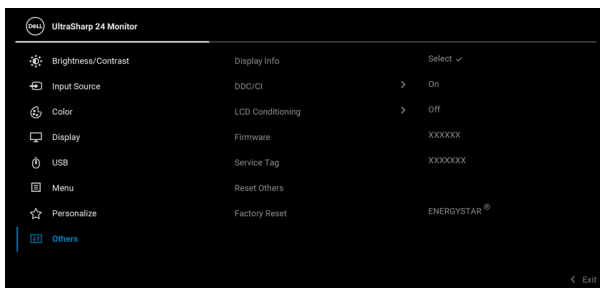 DELL UltraSharp 24 Monitor
Brightness/Contrast Display Info Select ✓
Input Source DDC/CI > On
Color LCD Conditioning > Off
Display Firmware XXXXXX
USB Service Tag XXXXXXX
Menu Reset Others
Personalize Factory Reset ENERGYSTAR ®
Others
< Exit